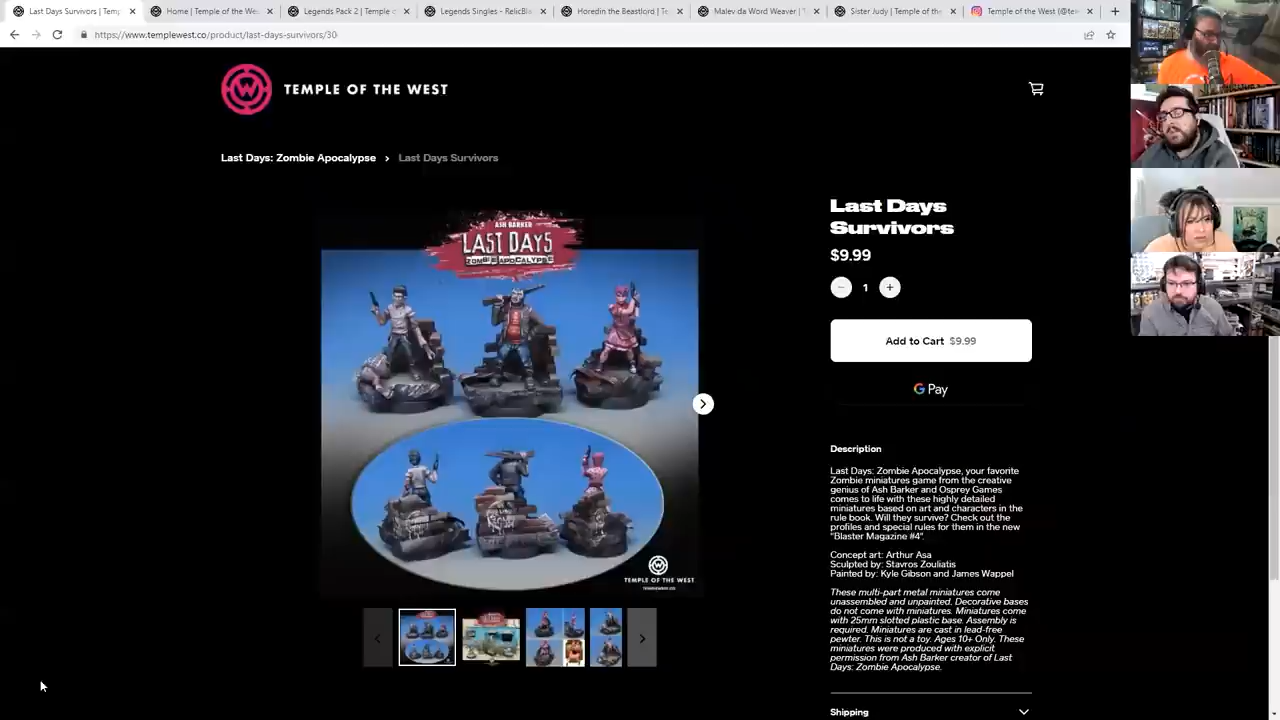 Last Days Survivors | Temp
Home | Temple of the Wes
Legends Pack 2 | Temple o
Legends Singles - RelicBla
Horedin the Beastlord | Te
Malevida Word Weaver |
Sister Judy | Temple of the
Temple of the West (@te
https://www.templewest.co/product/last-days-survivors/30
TEMPLE OF THE WEST
Last Days: Zombie Apocalypse > Last Days Survivors
ASH BARKER
LAST DAYS
ZOMBIE APOCALYPSE
TEMPLE OF THE WEST
Last Days
Survivors
$9.99
1
Add to Cart $9.99
G Pay
Description
Last Days: Zombie Apocalypse, your favorite
Zombie miniatures game from the creative
genius of Ash Barker and Osprey Games
comes to life with these highly detailed
miniatures based on art and characters in the
rule book. Will they survive? Check out the
profiles and special rules for them in the new
"Blaster Magazine #4".
Concept art: Arthur Asa
Sculpted by: Stavros Zouliatis
Painted by: Kyle Gibson and James Wappel
These multi-part metal miniatures come
unassembled and unpainted. Decorative bases
do not come with miniatures. Miniatures come
with 25mm slotted plastic base. Assembly is
required. Miniatures are cast in lead-free
pewter. This is not a toy. Ages 10+ Only. These
miniatures were produced with explicit
permission from Ash Barker creator of Last
Days: Zombie Apocalypse.
Shipping